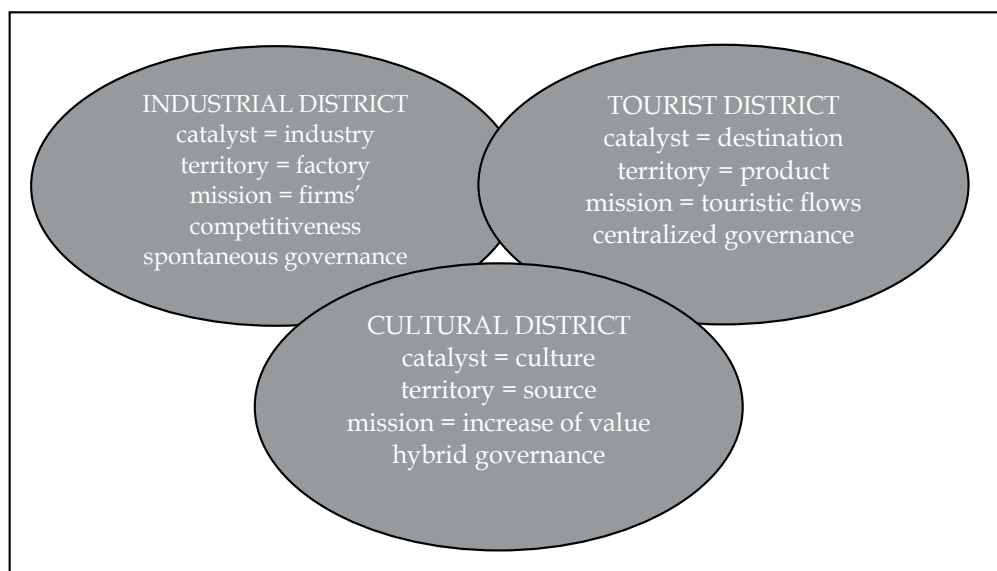 INDUSTRIAL DISTRICT
catalyst = industry
territory = factory
mission = firms’
competitiveness
spontaneous governance
TOURIST DISTRICT
catalyst = destination
territory = product
mission = touristic flows
centralized governance
CULTURAL DISTRICT
catalyst = culture
territory = source
mission = increase of value
hybrid governance